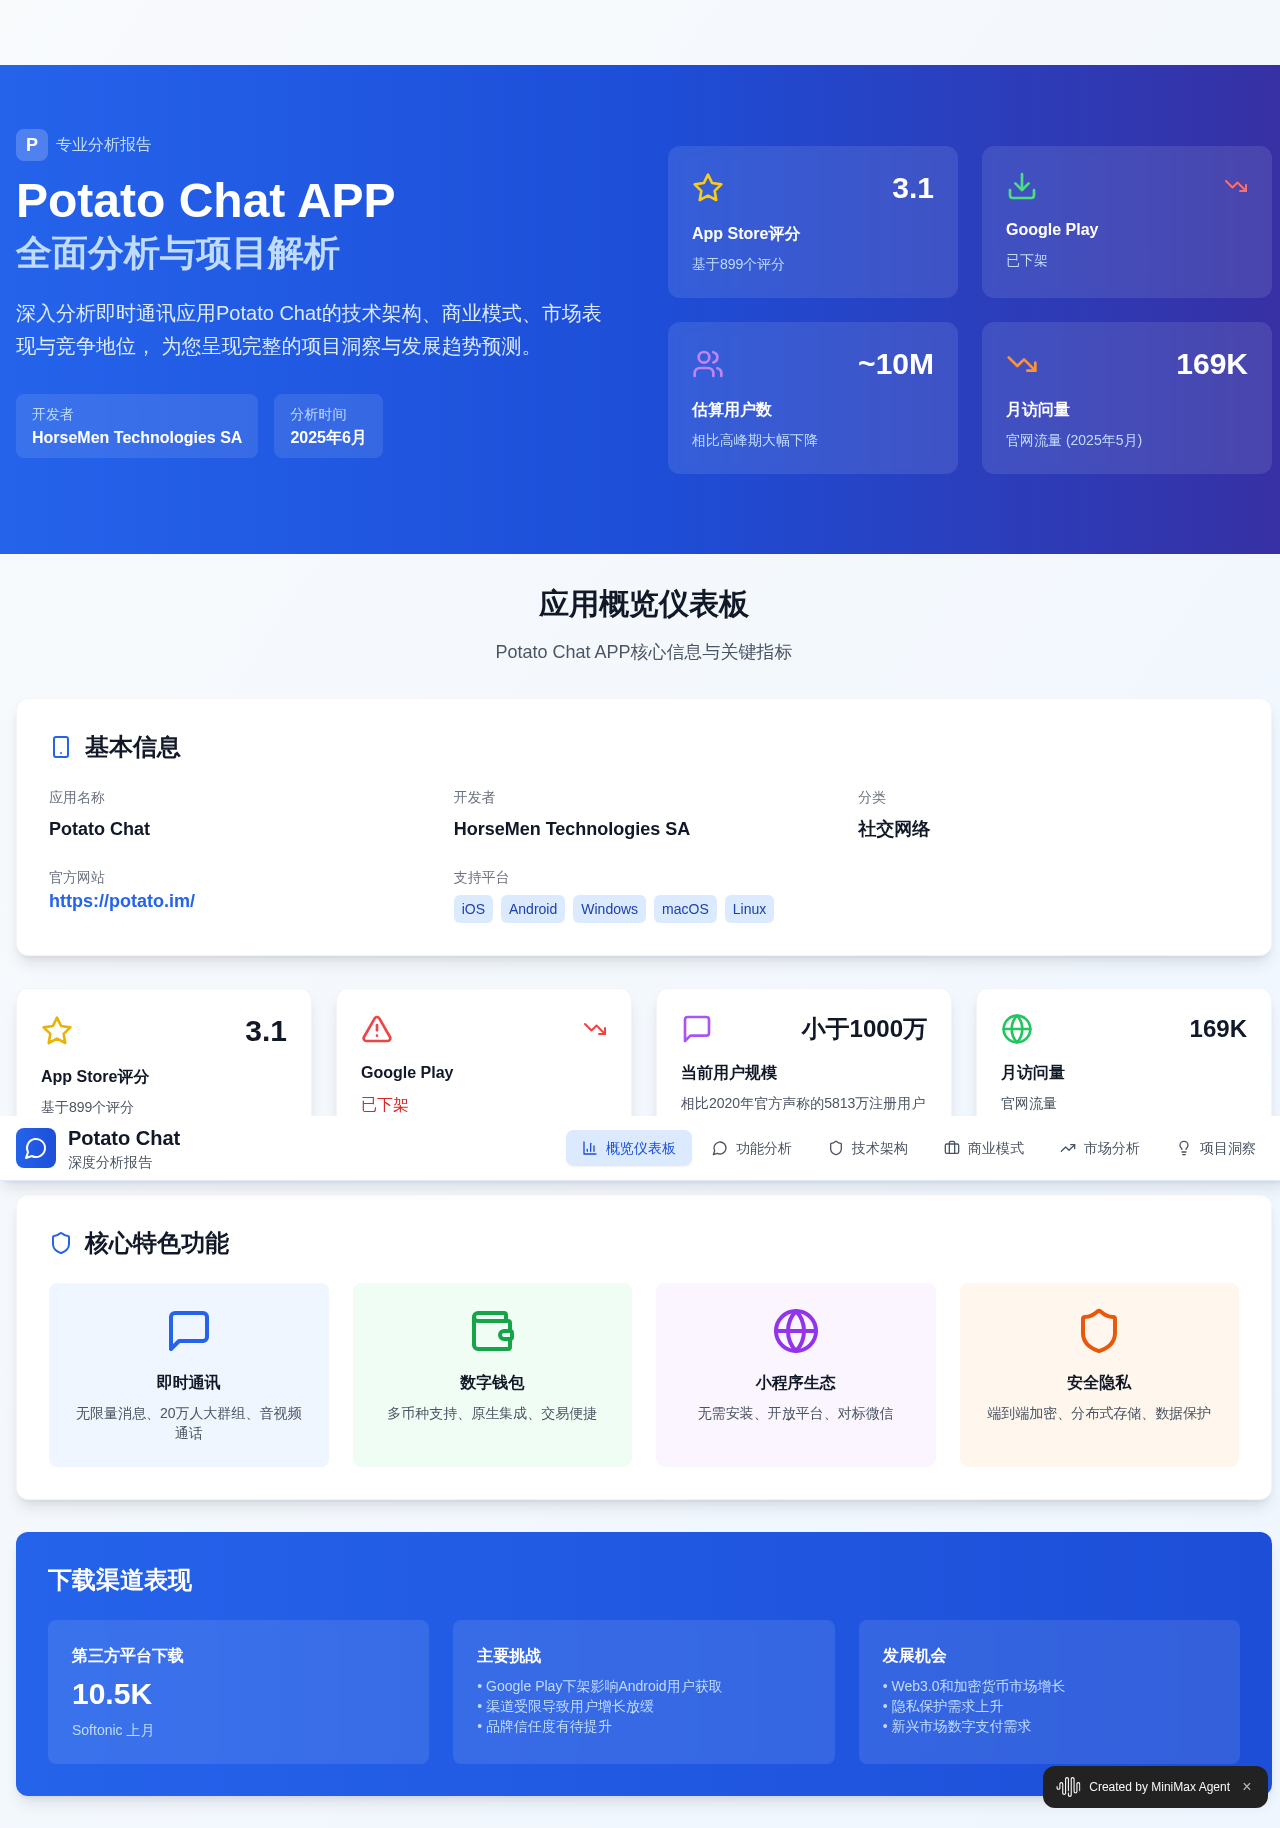 P 专业分析报告
Potato Chat APP
全面分析与项目解析
深入分析即时通讯应用Potato Chat的技术架构、商业模式、市场表
现与竞争地位， 为您呈现完整的项目洞察与发展趋势预测。
开发者
HorseMen Technologies SA
分析时间
2025年6月
3.1
App Store评分
基于899个评分
Google Play
已下架
~10M
估算用户数
相比高峰期大幅下降
169K
月访问量
官网流量 (2025年5月)
应用概览仪表板
Potato Chat APP核心信息与关键指标
基本信息
应用名称
Potato Chat
开发者
HorseMen Technologies SA
分类
社交网络
官方网站
https://potato.im/
支持平台
iOS Android Windows macOS Linux
3.1
App Store评分
基于899个评分
Google Play
已下架
小于1000万
当前用户规模
相比2020年官方声称的5813万注册用户
169K
月访问量
官网流量
Potato Chat
深度分析报告
概览仪表板 功能分析 技术架构 商业模式 市场分析 项目洞察
核心特色功能
即时通讯
无限量消息、20万人大群组、音视频
通话
数字钱包
多币种支持、原生集成、交易便捷
小程序生态
无需安装、开放平台、对标微信
安全隐私
端到端加密、分布式存储、数据保护
下载渠道表现
第三方平台下载
10.5K
Softonic 上月
主要挑战
• Google Play下架影响Android用户获取
• 渠道受限导致用户增长放缓
• 品牌信任度有待提升
发展机会
• Web3.0和加密货币市场增长
• 隐私保护需求上升
• 新兴市场数字支付需求
Created by MiniMax Agent ×